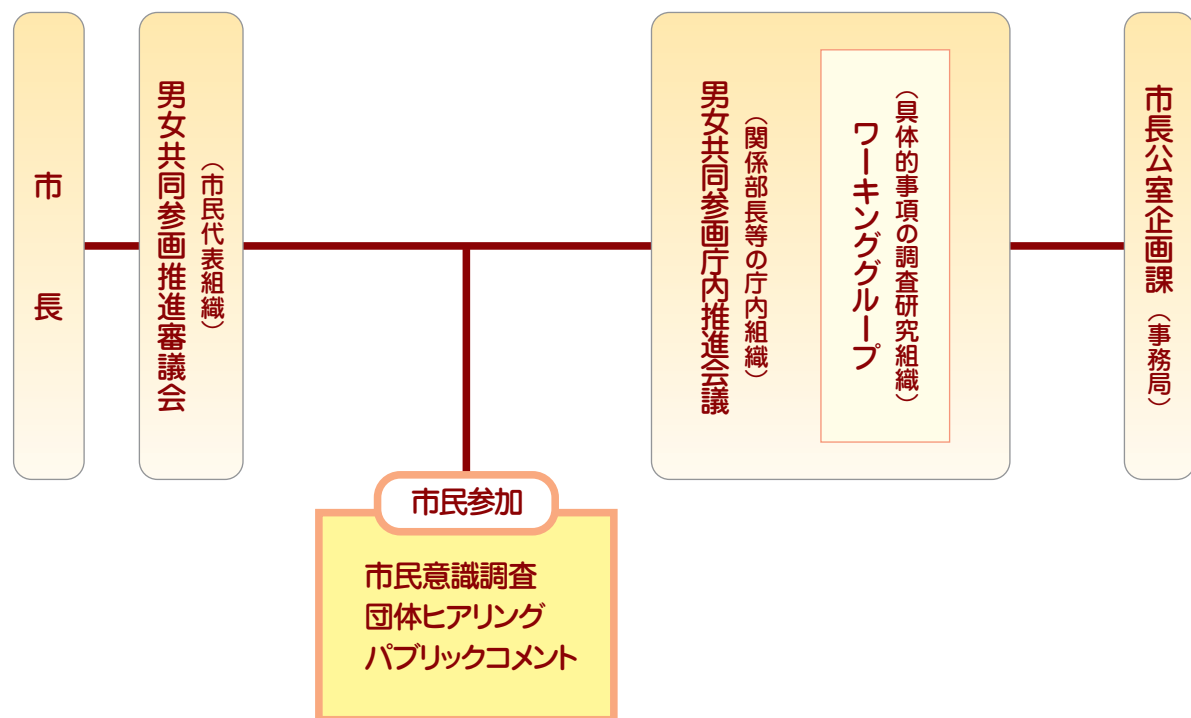 市長
男女共同参画推進審議会
（市民代表組織）
男女共同参画庁内推進会議
（関係部長等の庁内組織）
ワーキンググループ
（具体的事項の調査研究組織）
市長公室企画課（事務局）
市民参加
市民意識調査
団体ヒアリング
パブリックコメント